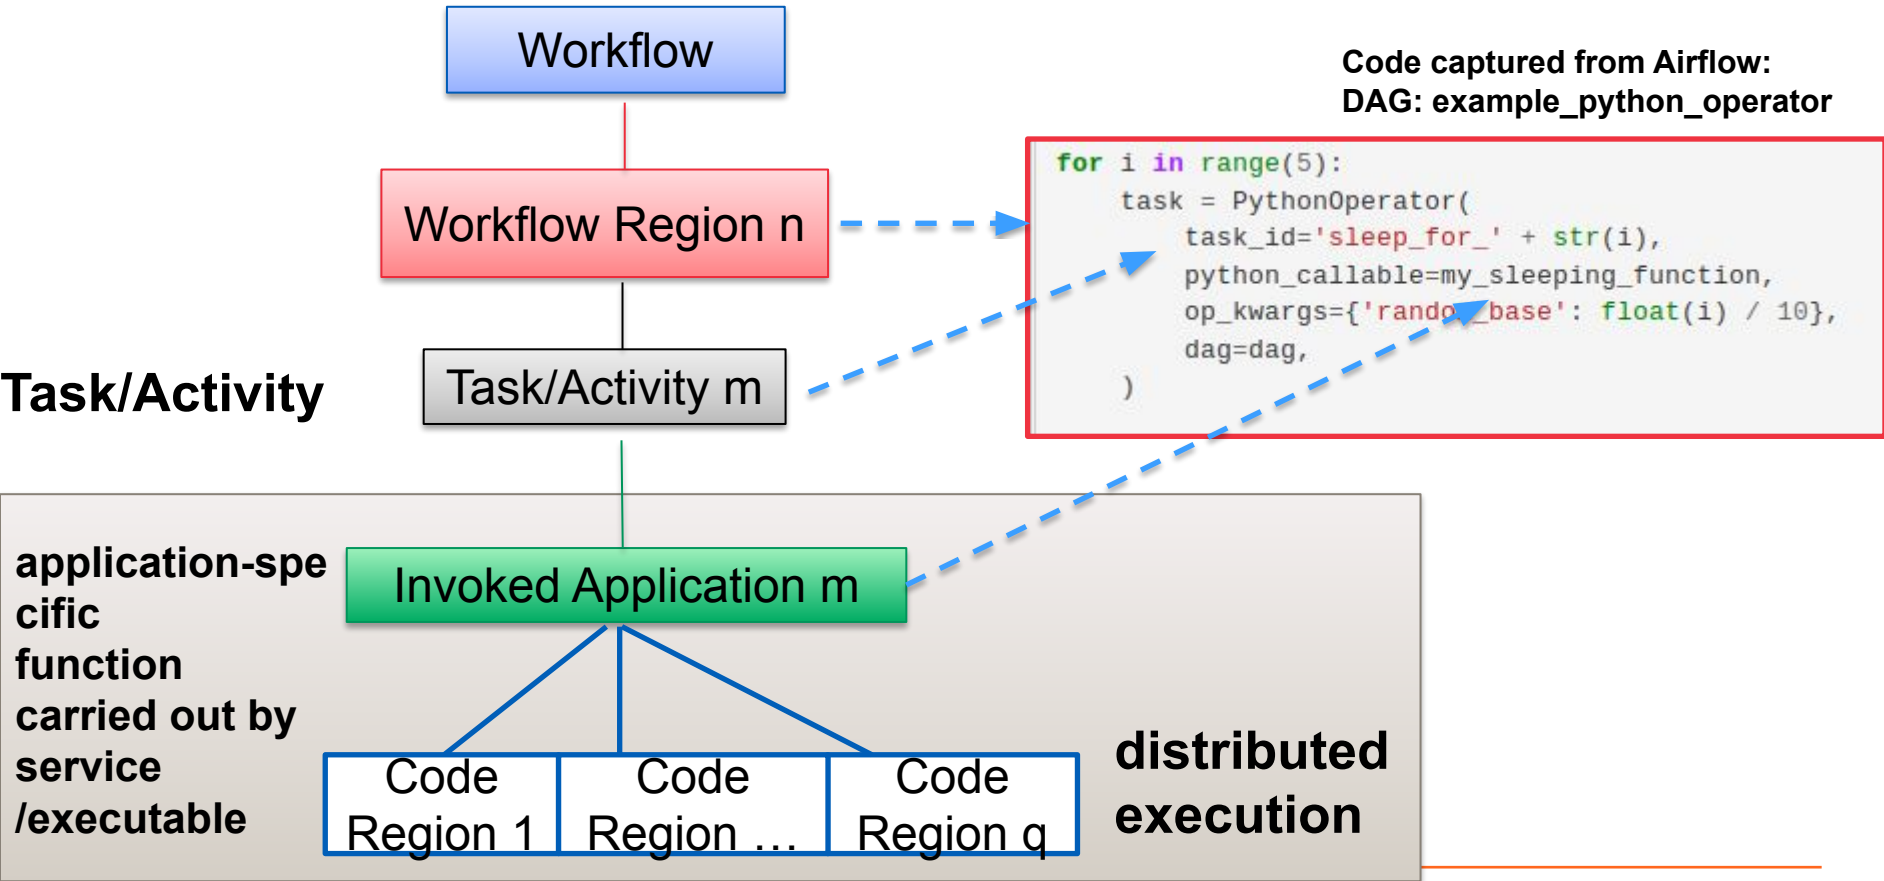 Workflow
Code captured from Airflow:
DAG: example_python_operator
for i in range(5):
task = PythonOperator(
task_id='sleep_for_' + str(i),
python_callable=my_sleeping_function,
op_kwargs={'random_base': float(i) / 10},
dag=dag,
)
Workflow Region n
Task/Activity
Task/Activity m
application-spe
cific
function
carried out by
service
/executable
Invoked Application m
Code
Region 1
Code
Region …
Code
Region q
distributed
execution